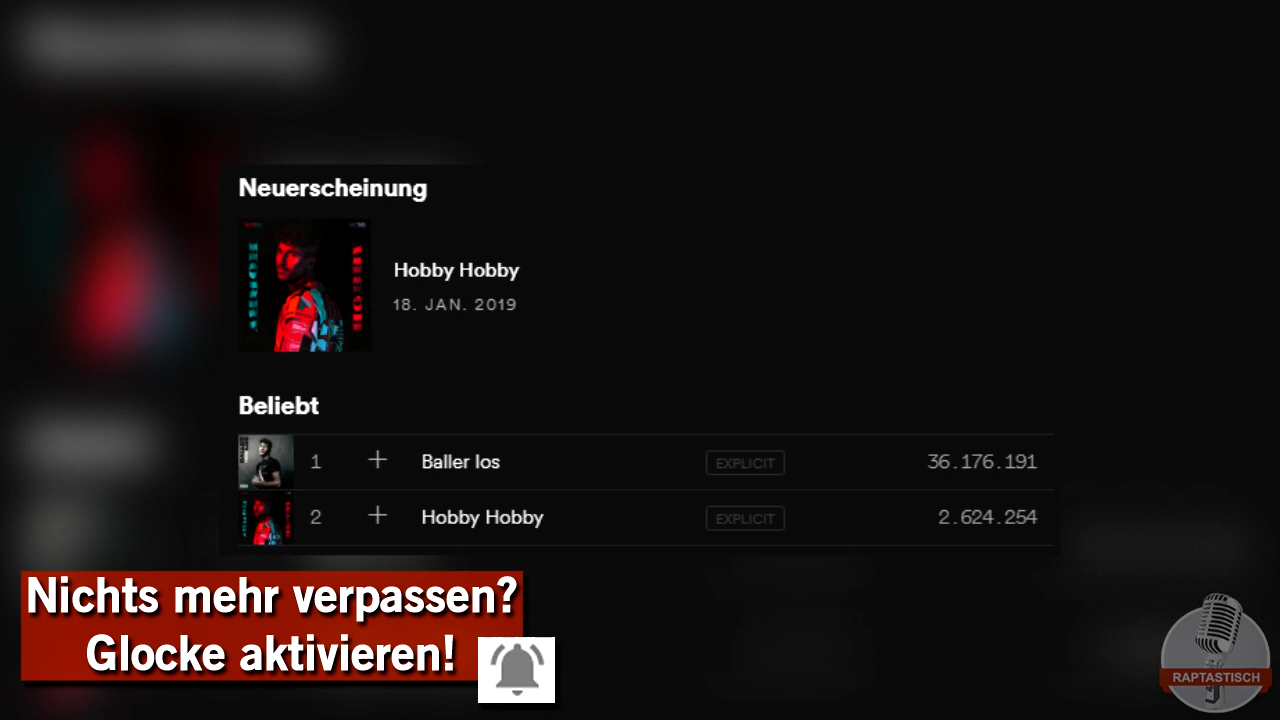 Neuerscheinung
Hobby Hobby
18. JAN. 2019
Beliebt
1 + Baller los EXPLICIT 36.176.191
2 + Hobby Hobby EXPLICIT 2.624.254
Nichts mehr verpassen?
Glocke aktivieren!
RAPTASTISCH